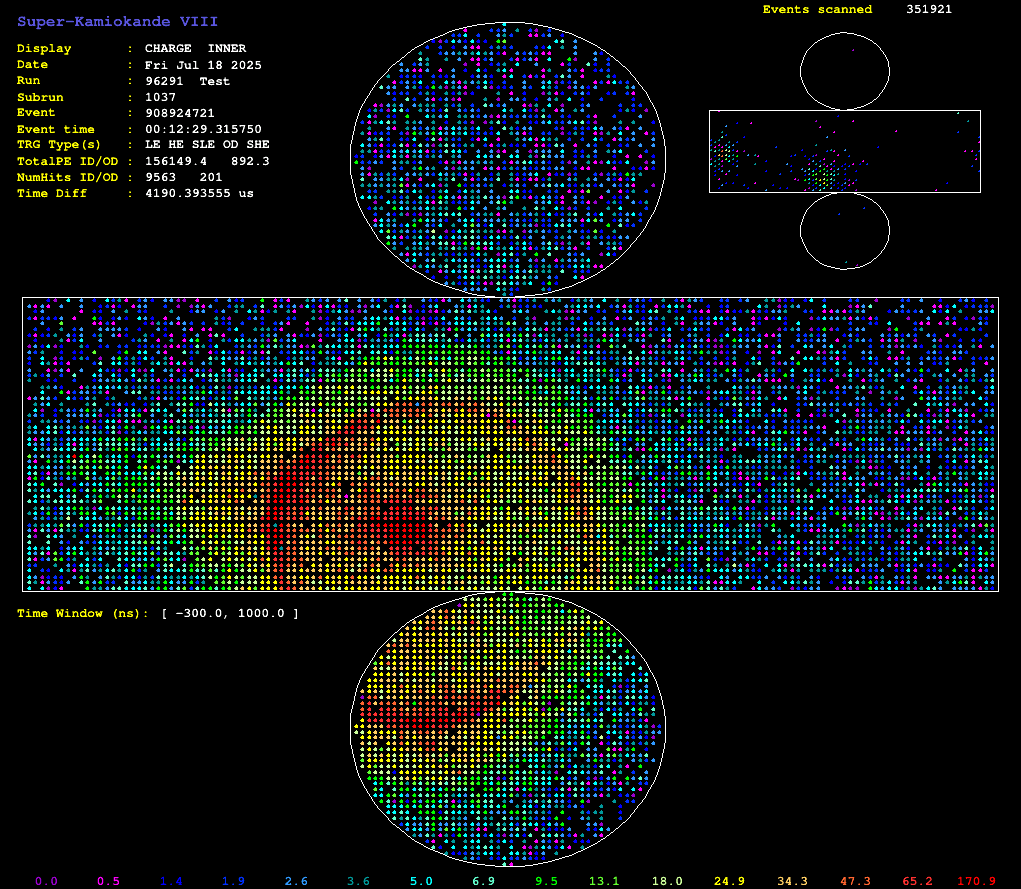 Super-Kamiokande VIII
Events scanned 351921
Display : CHARGE INNER
Date : Fri Jul 18 2025
Run : 96291 Test
Subrun : 1037
Event : 908924721
Event time : 00:12:29.315750
TRG Type(s) : LE HE SLE OD SHE
TotalPE ID/OD : 156149.4 892.3
NumHits ID/OD : 9563 201
Time Diff : 4190.393555 us
Time Window (ns): [ -300.0, 1000.0 ]
0.0 0.5 1.4 1.9 2.6 3.6 5.0 6.9 9.5 13.1 18.0 24.9 34.3 47.3 65.2 170.9